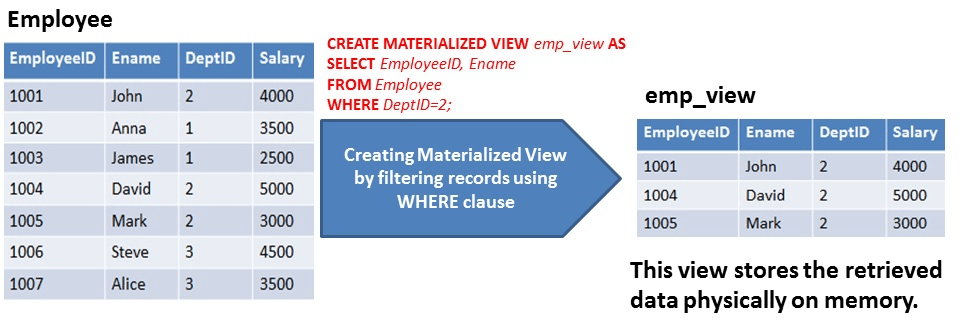 Employee
EmployeeID Ename DeptID Salary
1001 John 2 4000
1002 Anna 1 3500
1003 James 1 2500
1004 David 2 5000
1005 Mark 2 3000
1006 Steve 3 4500
1007 Alice 3 3500
CREATE MATERIALIZED VIEW emp_view AS
SELECT EmployeeID, Ename
FROM Employee
WHERE DeptID=2;
Creating Materialized View
by filtering records using
WHERE clause
emp_view
EmployeeID Ename DeptID Salary
1001 John 2 4000
1004 David 2 5000
1005 Mark 2 3000
This view stores the retrieved
data physically on memory.